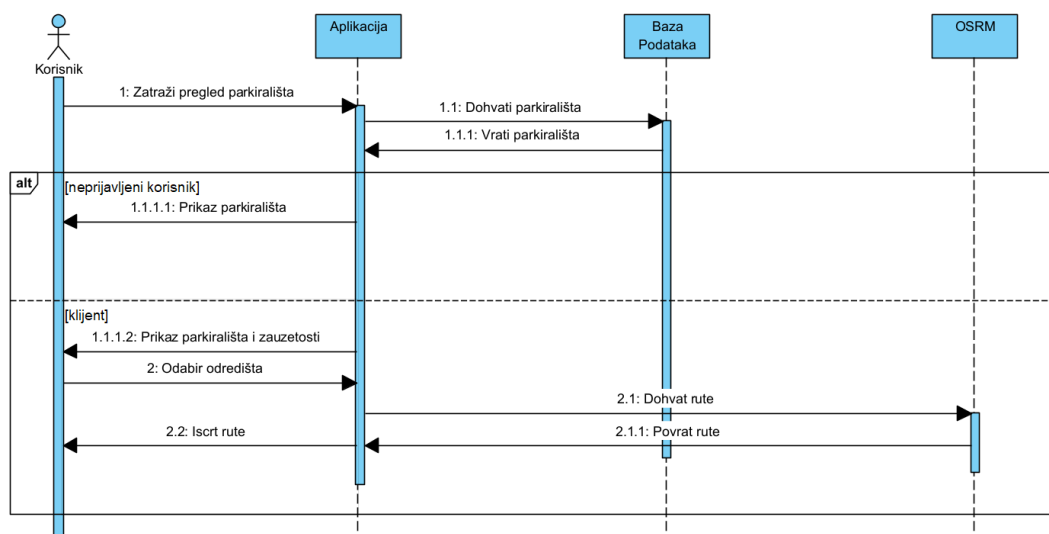 Korisnik
Aplikacija
Baza
Podataka
OSRM
1: Zatraži pregled parkirališta
1.1: Dohvati parkirališta
1.1.1: Vrati parkirališta
alt
[neprijavljeni korisnik]
1.1.1.1: Prikaz parkirališta
[klijent]
1.1.1.2: Prikaz parkirališta i zauzetosti
2: Odabir odredišta
2.1: Dohvat rute
2.2: Iscrt rute
2.1.1: Povrat rute